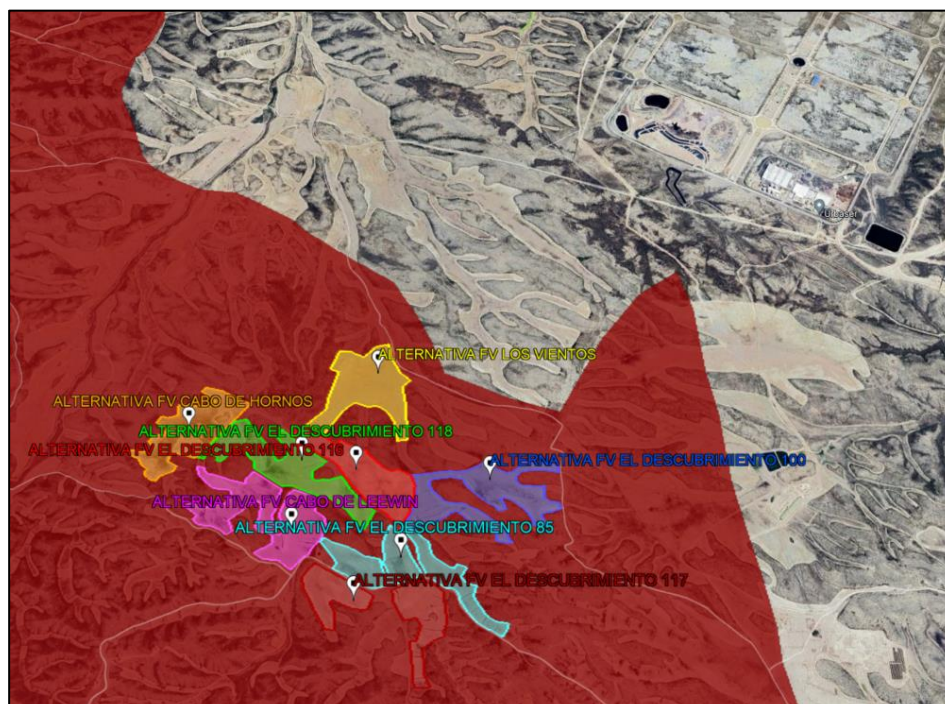 Urbaser
ALTERNATIVA FV LOS VIENTOS
ALTERNATIVA FV CABO DE HORNOS
ALTERNATIVA FV EL DESCUBRIMIENTO 118
ALTERNATIVA FV EL DESCUBRIMIENTO 116
ALTERNATIVA FV EL DESCUBRIMIENTO 100
ALTERNATIVA FV CABO DE LEEWIN
ALTERNATIVA FV EL DESCUBRIMIENTO 85
ALTERNATIVA FV EL DESCUBRIMIENTO 117